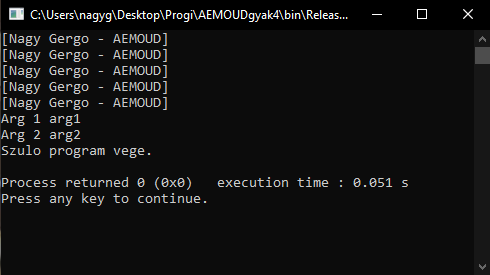 C:\Users\nagyg\Desktop\Progi\AEMOUDgyak4\bin\Releas...
[Nagy Gergo - AEMOUD]
[Nagy Gergo - AEMOUD]
[Nagy Gergo - AEMOUD]
[Nagy Gergo - AEMOUD]
[Nagy Gergo - AEMOUD]
Arg 1 arg1
Arg 2 arg2
Szulo program vege.
Process returned 0 (0x0)   execution time : 0.051 s
Press any key to continue.